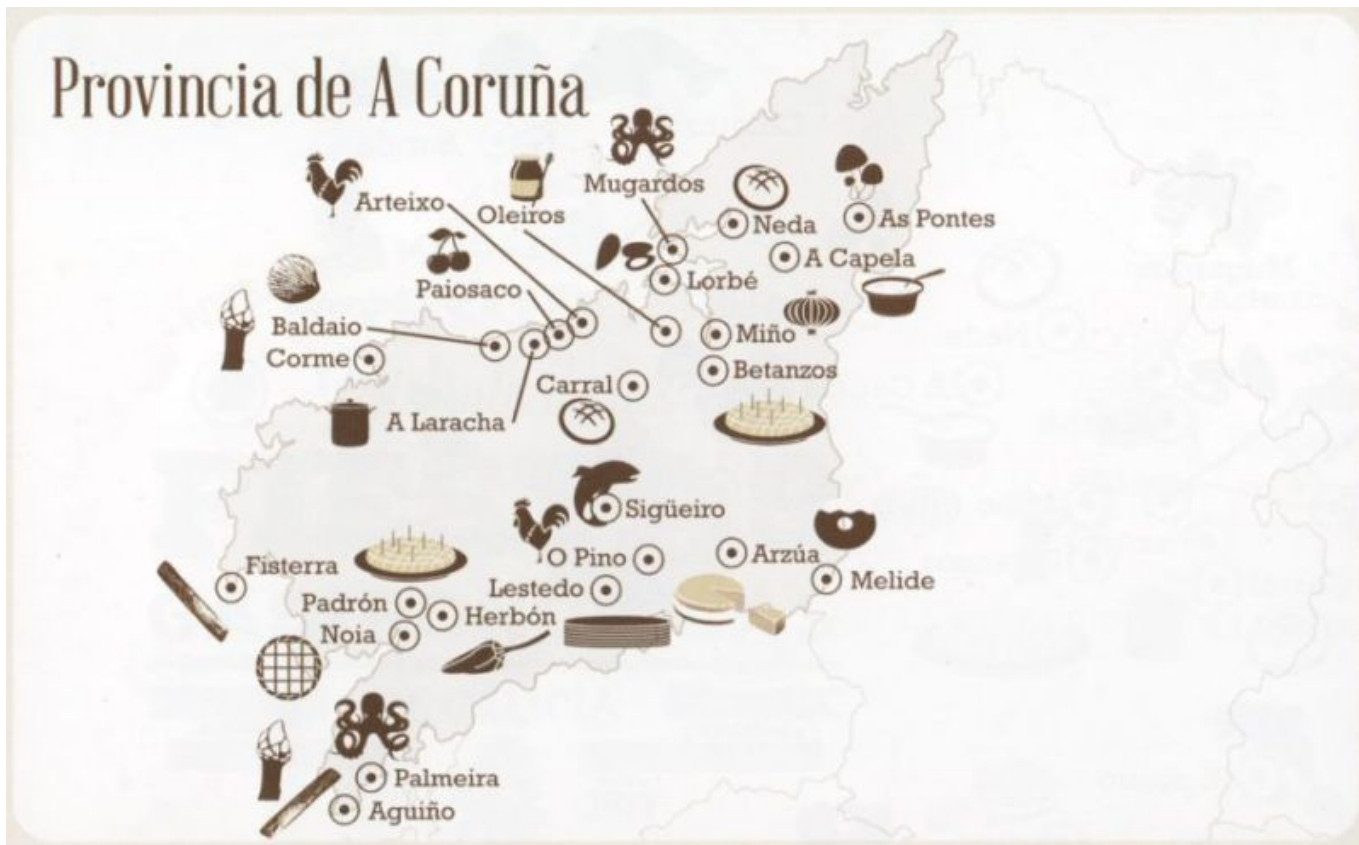 Provincia de A Coruña
Mugardos
Arteixo
Oleiros
Neda
As Pontes
A Capela
Lorbé
Paiosaco
Baldaio
Miño
Corme
Betanzos
Carral
A Laracha
Sigüeiro
O Pino
Arzúa
Fisterra
Melide
Lestedo
Padrón
Herbón
Noia
Palmeira
Aguiño